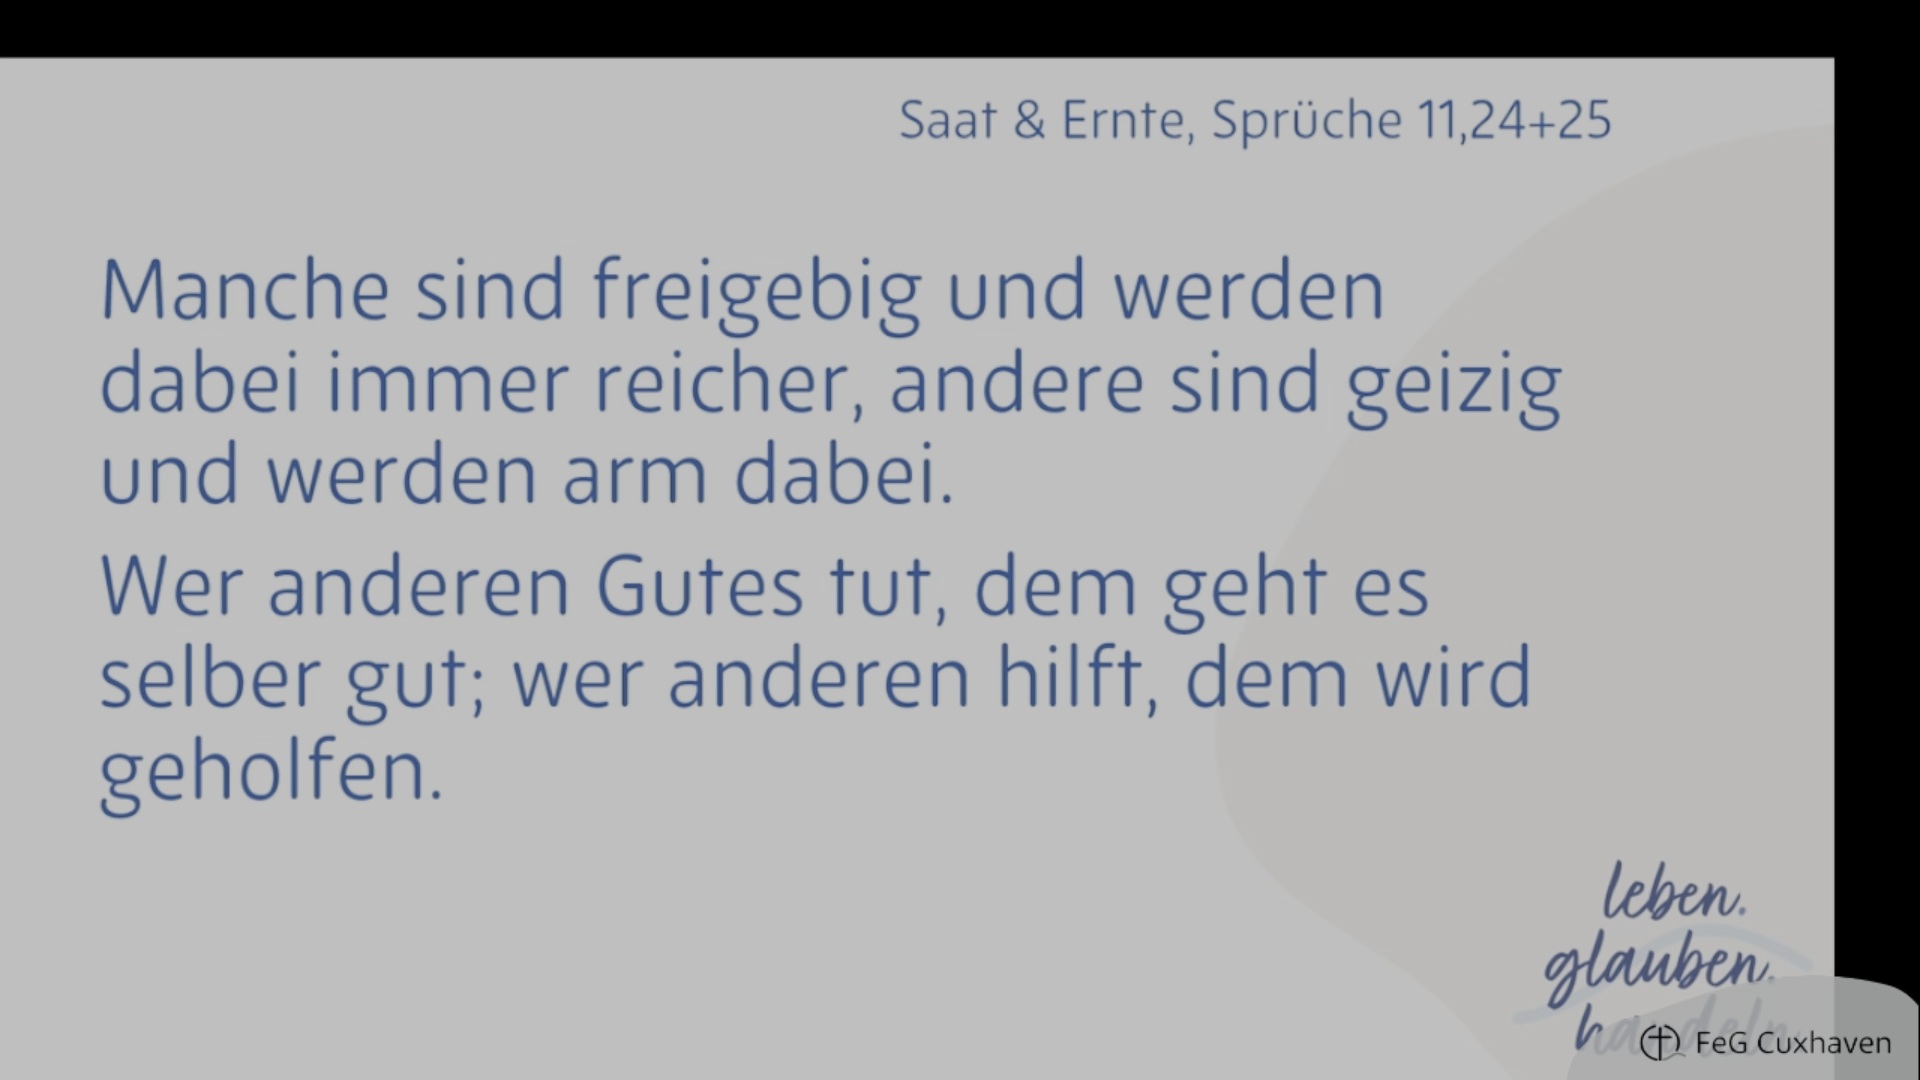 Saat & Ernte, Sprüche 11,24+25
Manche sind freigebig und werden
dabei immer reicher, andere sind geizig
und werden arm dabei.
Wer anderen Gutes tut, dem geht es
selber gut; wer anderen hilft, dem wird
geholfen.
leben.
glauben.
handeln.
FeG Cuxhaven